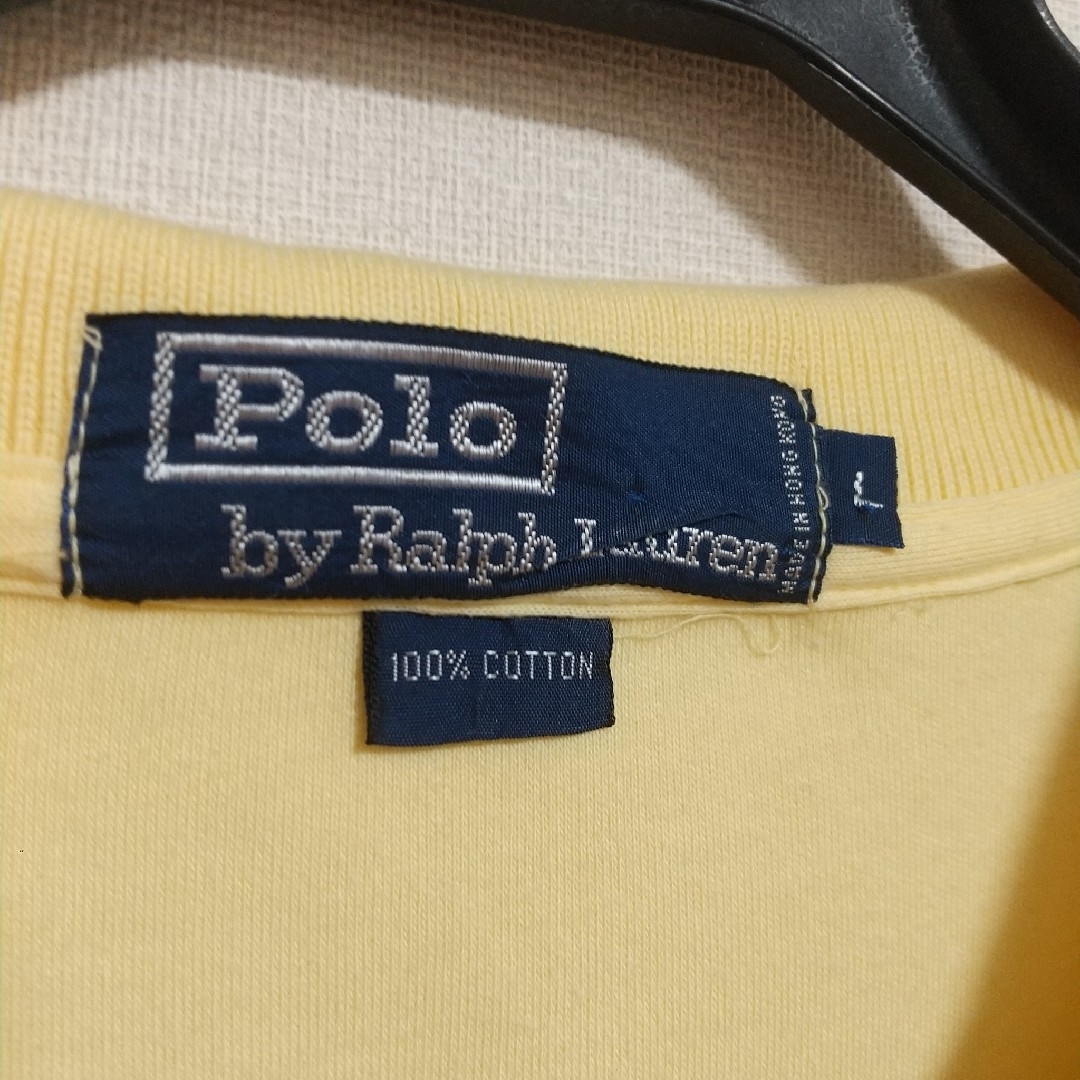 Polo
by Ralph Lauren
MADE IN HONG KONG
L
100% COTTON